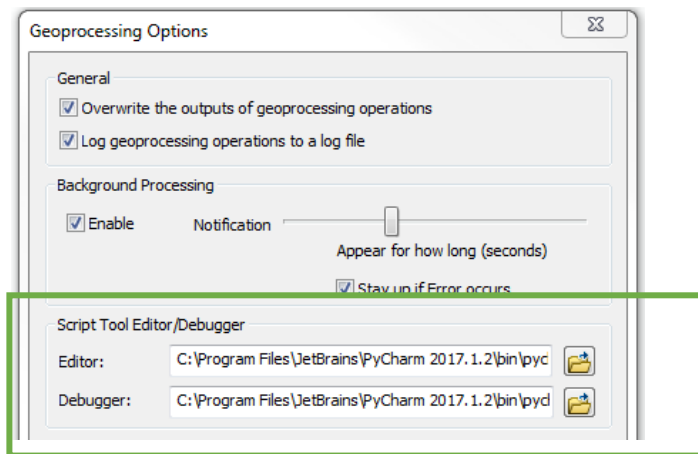 Geoprocessing Options
General
Overwrite the outputs of geoprocessing operations
Log geoprocessing operations to a log file
Background Processing
Enable
Notification
Appear for how long (seconds)
Stay up if Error occurs
Script Tool Editor/Debugger
Editor: C:\Program Files\JetBrains\PyCharm 2017.1.2\bin\pycl
Debugger: C:\Program Files\JetBrains\PyCharm 2017.1.2\bin\pycl